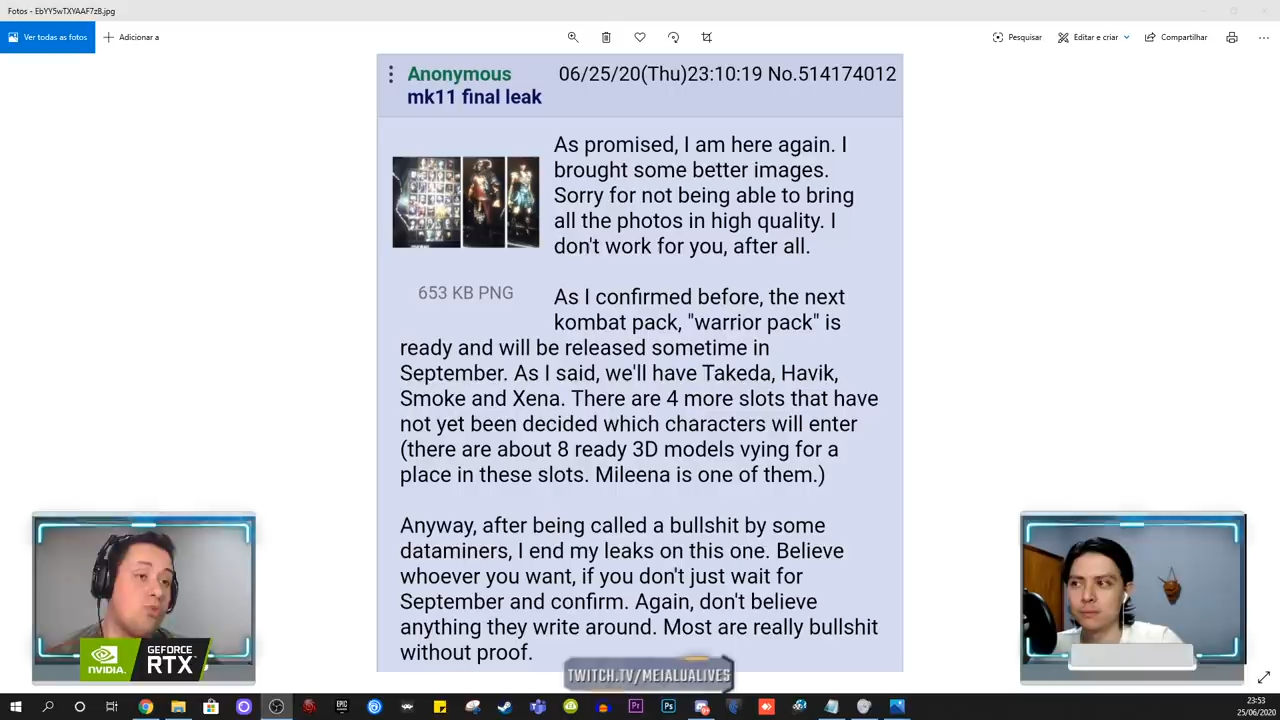 Fotos - EbYY5wTXYAAF7zB.jpg
Ver todas as fotos
Adicionar a
Pesquisar
Editar e criar
Compartilhar
Anonymous 06/25/20(Thu)23:10:19 No.514174012
mk11 final leak
As promised, I am here again. I
brought some better images.
Sorry for not being able to bring
all the photos in high quality. I
don't work for you, after all.
653 KB PNG
As I confirmed before, the next
kombat pack, "warrior pack" is
ready and will be released sometime in
September. As I said, we'll have Takeda, Havik,
Smoke and Xena. There are 4 more slots that have
not yet been decided which characters will enter
(there are about 8 ready 3D models vying for a
place in these slots. Mileena is one of them.)
Anyway, after being called a bullshit by some
dataminers, I end my leaks on this one. Believe
whoever you want, if you don't just wait for
September and confirm. Again, don't believe
anything they write around. Most are really bullshit
without proof.
NVIDIA
GEFORCE
RTX
TWITCH.TV/MEIALUALIVES
EPIC
Pr
Ps
23:53
25/06/2020